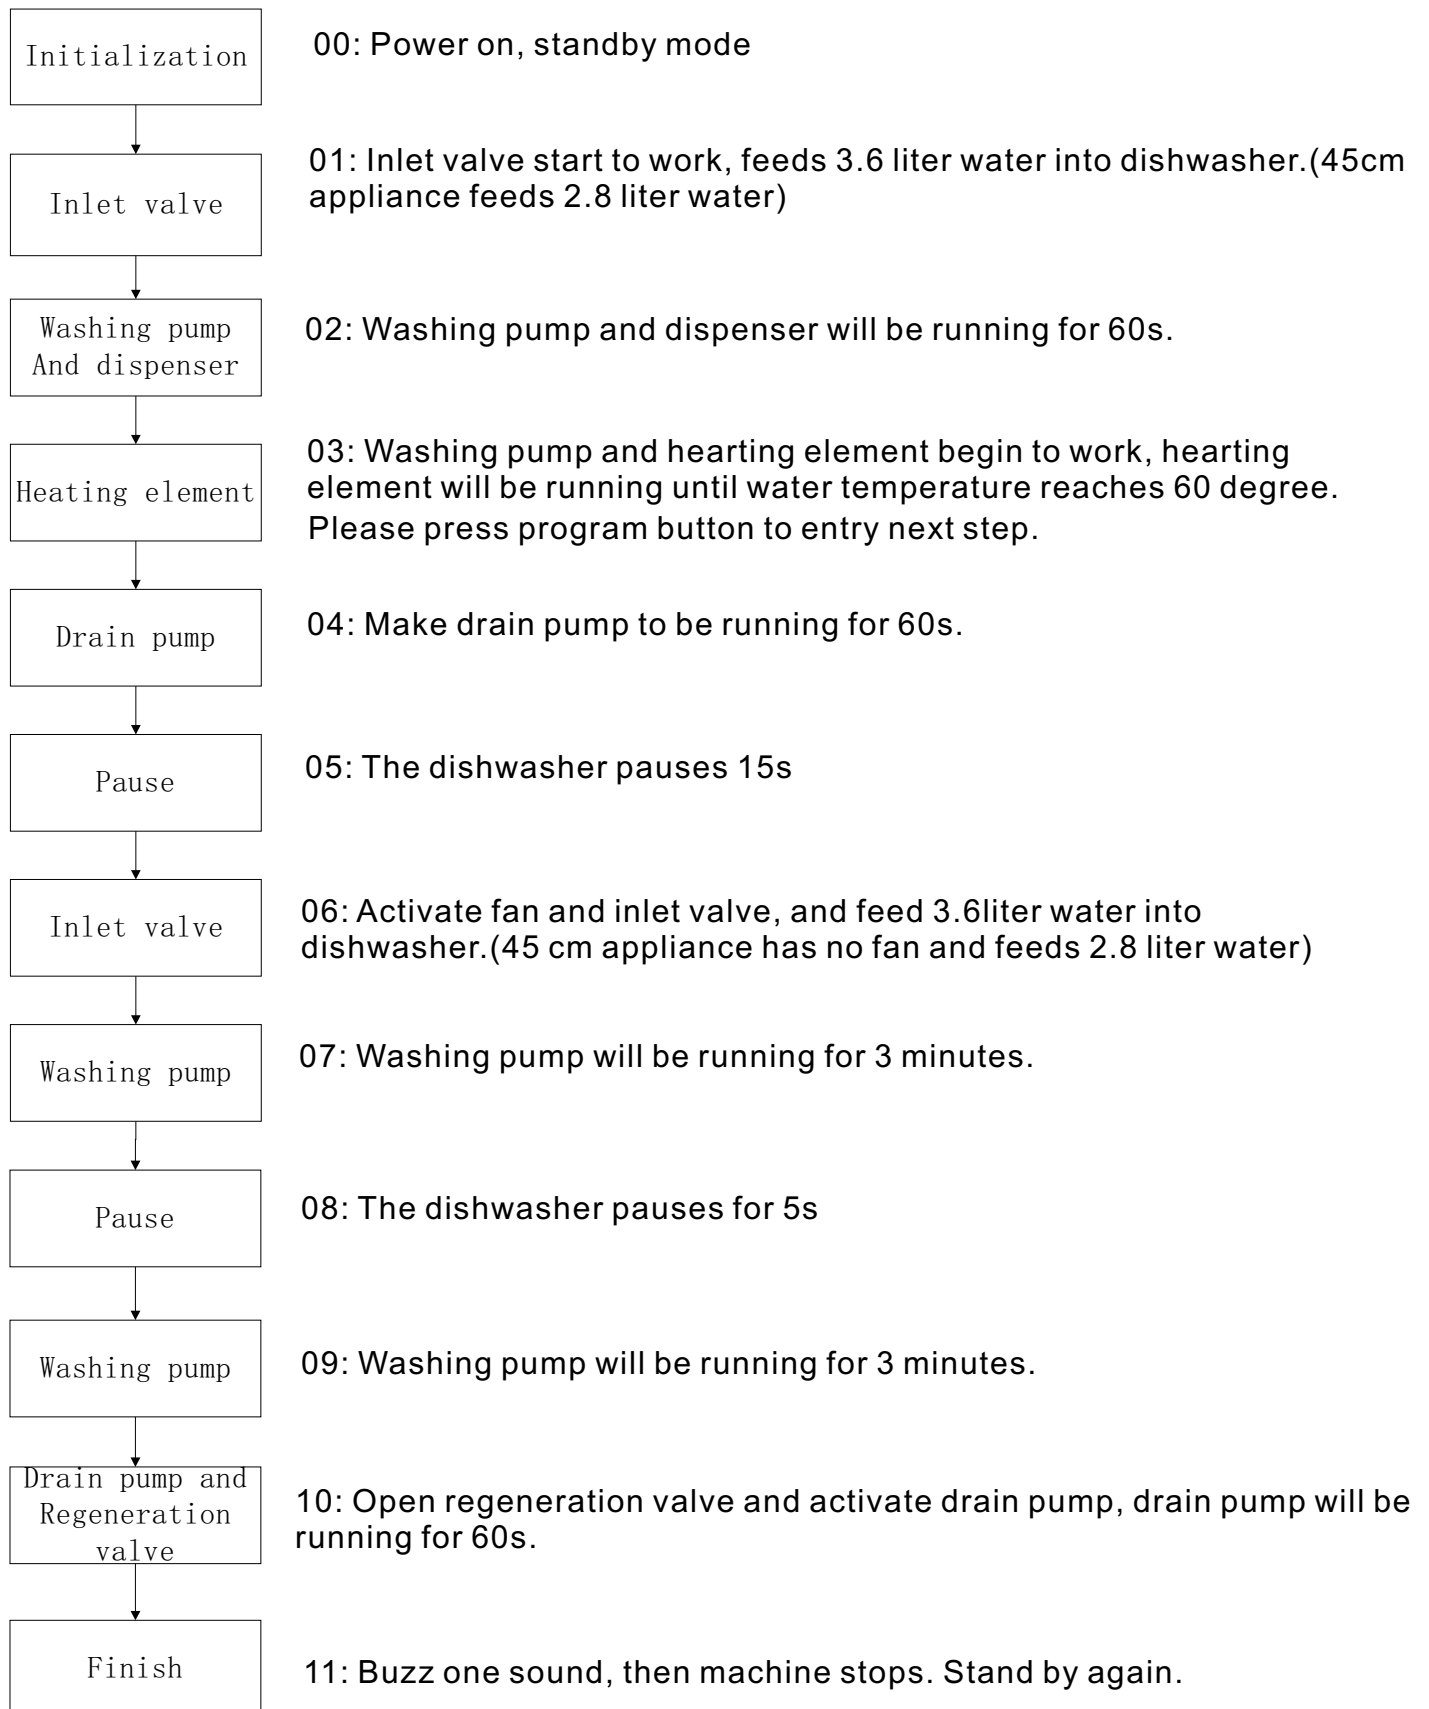 Initialization
00: Power on, standby mode
Inlet valve
01: Inlet valve start to work, feeds 3.6 liter water into dishwasher.(45cm
appliance feeds 2.8 liter water)
Washing pump
And dispenser
02: Washing pump and dispenser will be running for 60s.
Heating element
03: Washing pump and hearting element begin to work, hearting
element will be running until water temperature reaches 60 degree.
Please press program button to entry next step.
Drain pump
04: Make drain pump to be running for 60s.
Pause
05: The dishwasher pauses 15s
Inlet valve
06: Activate fan and inlet valve, and feed 3.6liter water into
dishwasher.(45 cm appliance has no fan and feeds 2.8 liter water)
Washing pump
07: Washing pump will be running for 3 minutes.
Pause
08: The dishwasher pauses for 5s
Washing pump
09: Washing pump will be running for 3 minutes.
Drain pump and
Regeneration
valve
10: Open regeneration valve and activate drain pump, drain pump will be
running for 60s.
Finish
11: Buzz one sound, then machine stops. Stand by again.